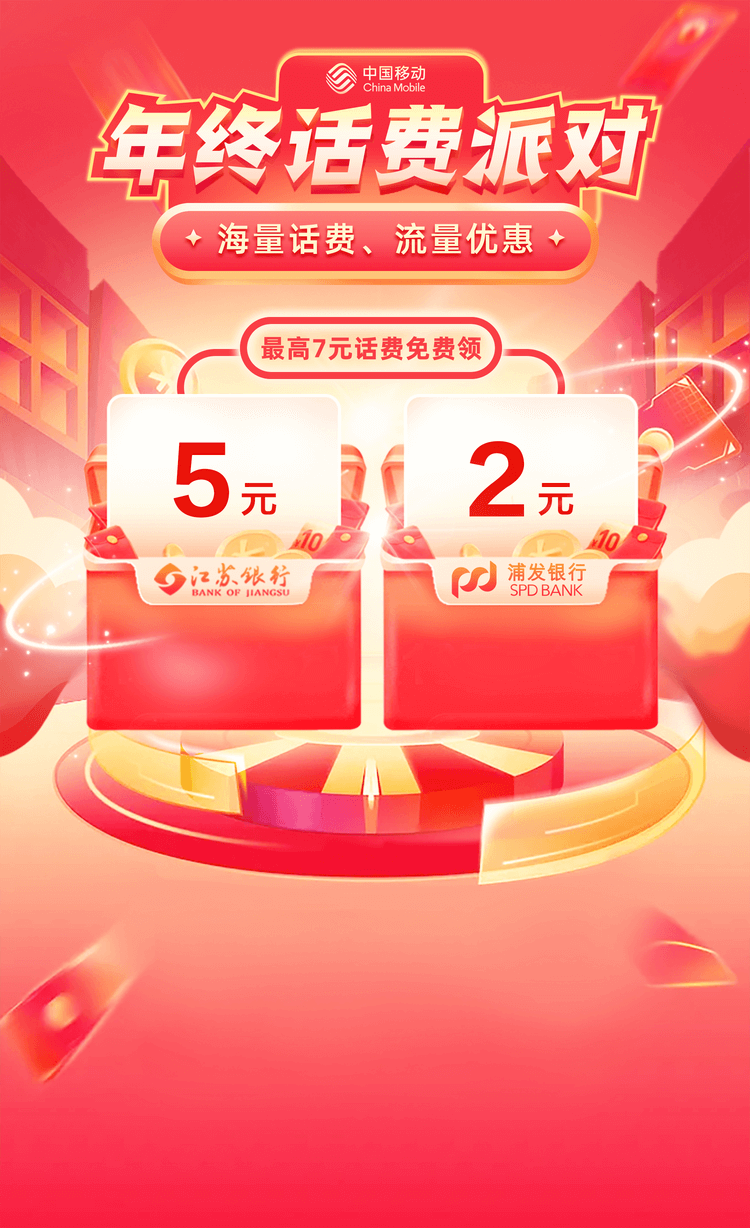 中国移动
China Mobile
年终话费派对
海量话费、流量优惠
最高7元话费免费领
5元
2元
10
10
江苏银行
BANK OF JIANGSU
浦发银行
SPD BANK